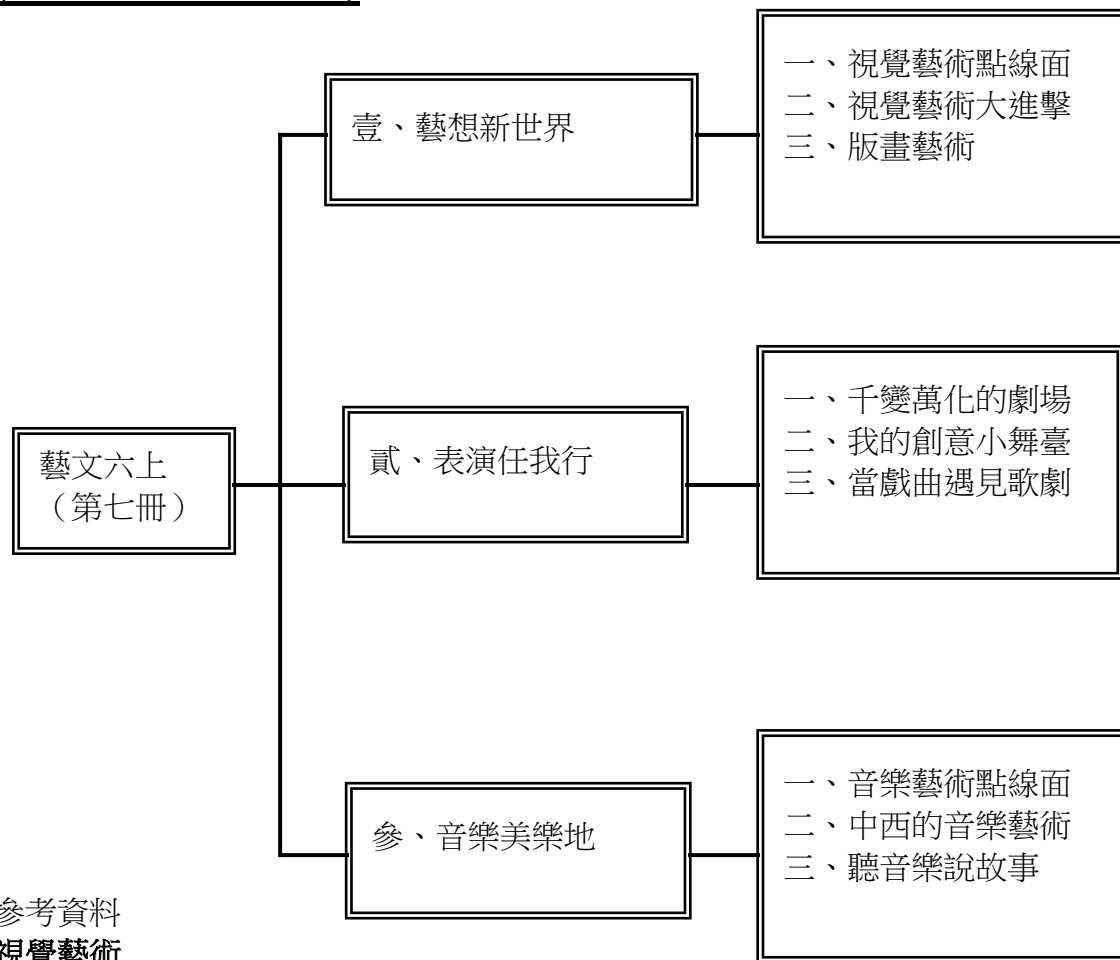 藝文六上
（第七冊）
壹、藝想新世界
一、視覺藝術點線面
二、視覺藝術大進擊
三、版畫藝術
貳、表演任我行
一、千變萬化的劇場
二、我的創意小舞臺
三、當戲曲遇見歌劇
參、音樂美樂地
一、音樂藝術點線面
二、中西的音樂藝術
三、聽音樂說故事
參考資料
視覺藝術